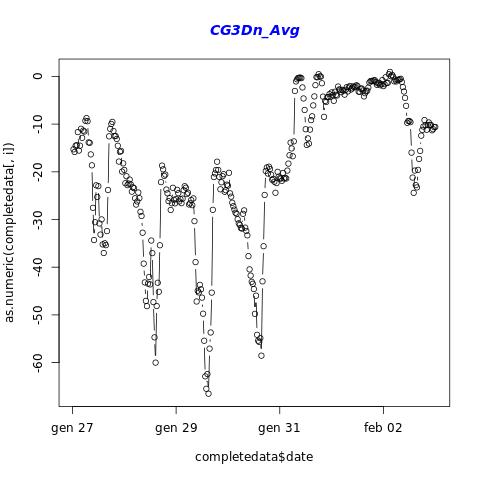 CG3Dn_Avg
as.numeric(completedata[, i])
0
-10
-20
-30
-40
-50
-60
gen 27
gen 29
gen 31
feb 02
completedata$date